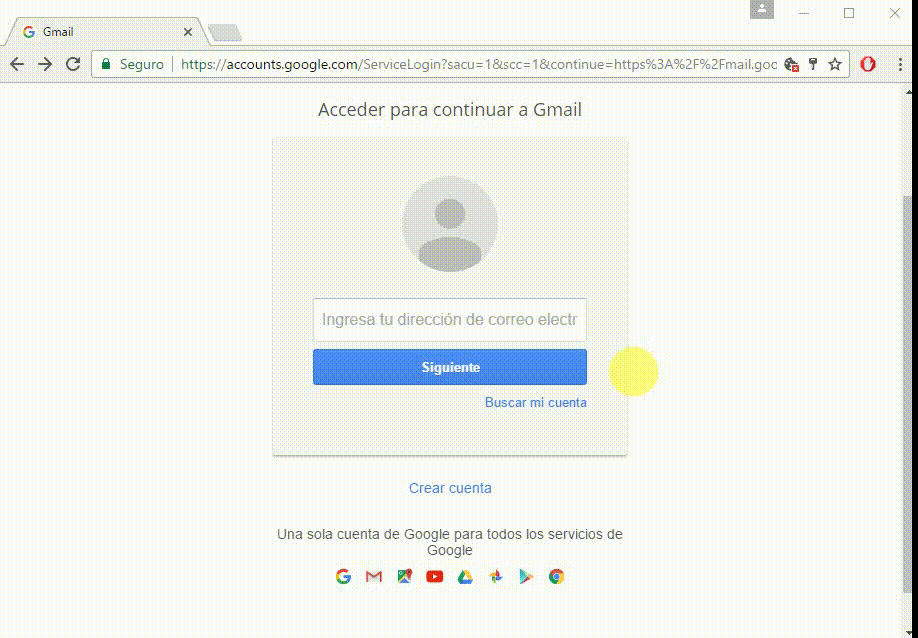 Gmail
Seguro
https://accounts.google.com/ServiceLogin?sacu=1&scc=1&continue=https%3A%2F%2Fmail.goo
Acceder para continuar a Gmail
Ingresa tu dirección de correo electr
Siguiente
Buscar mi cuenta
Crear cuenta
Una sola cuenta de Google para todos los servicios de
Google